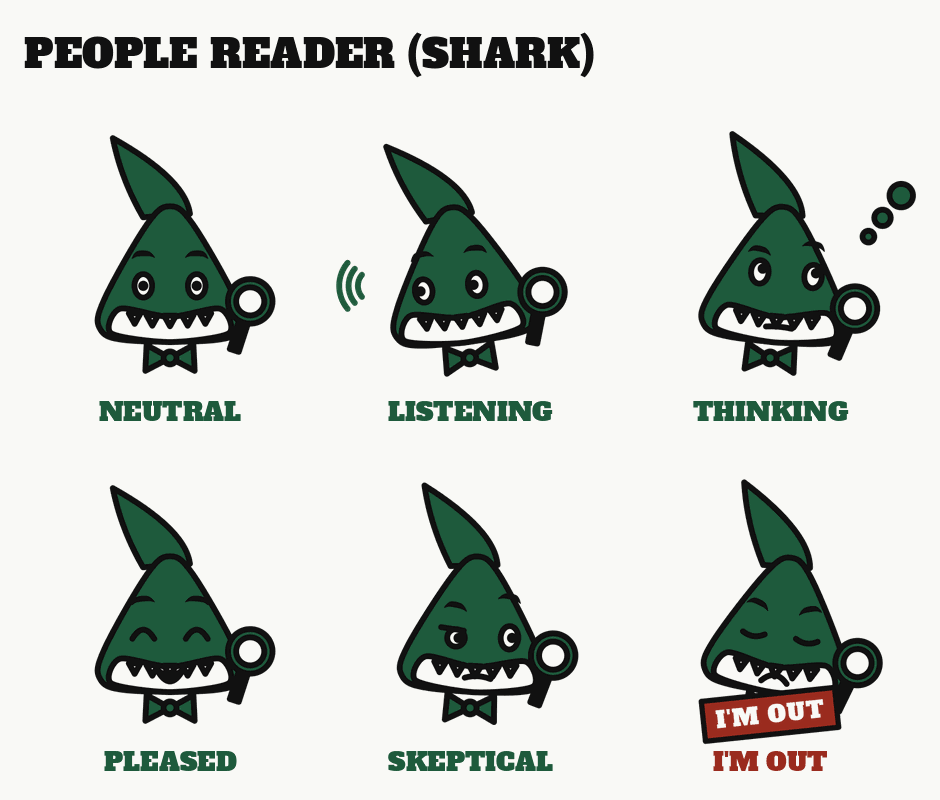 PEOPLE READER (SHARK)
NEUTRAL
LISTENING
THINKING
PLEASED
SKEPTICAL
I'M OUT
I'M OUT